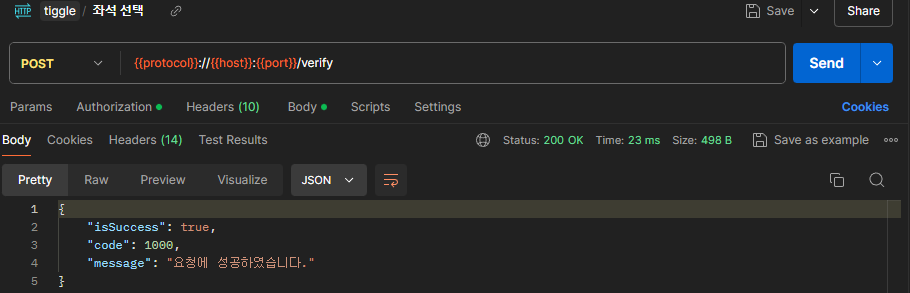 HTTP tiggle / 좌석 선택 Save Share
POST {{protocol}}://{{host}}:{{port}}/verify Send
Params Authorization Headers (10) Body Scripts Settings Cookies
Body Cookies Headers (14) Test Results Status: 200 OK Time: 23 ms Size: 498 B Save as example
Pretty Raw Preview Visualize JSON
1 {
2 "isSuccess": true,
3 "code": 1000,
4 "message": "요청에 성공하였습니다."
5 }